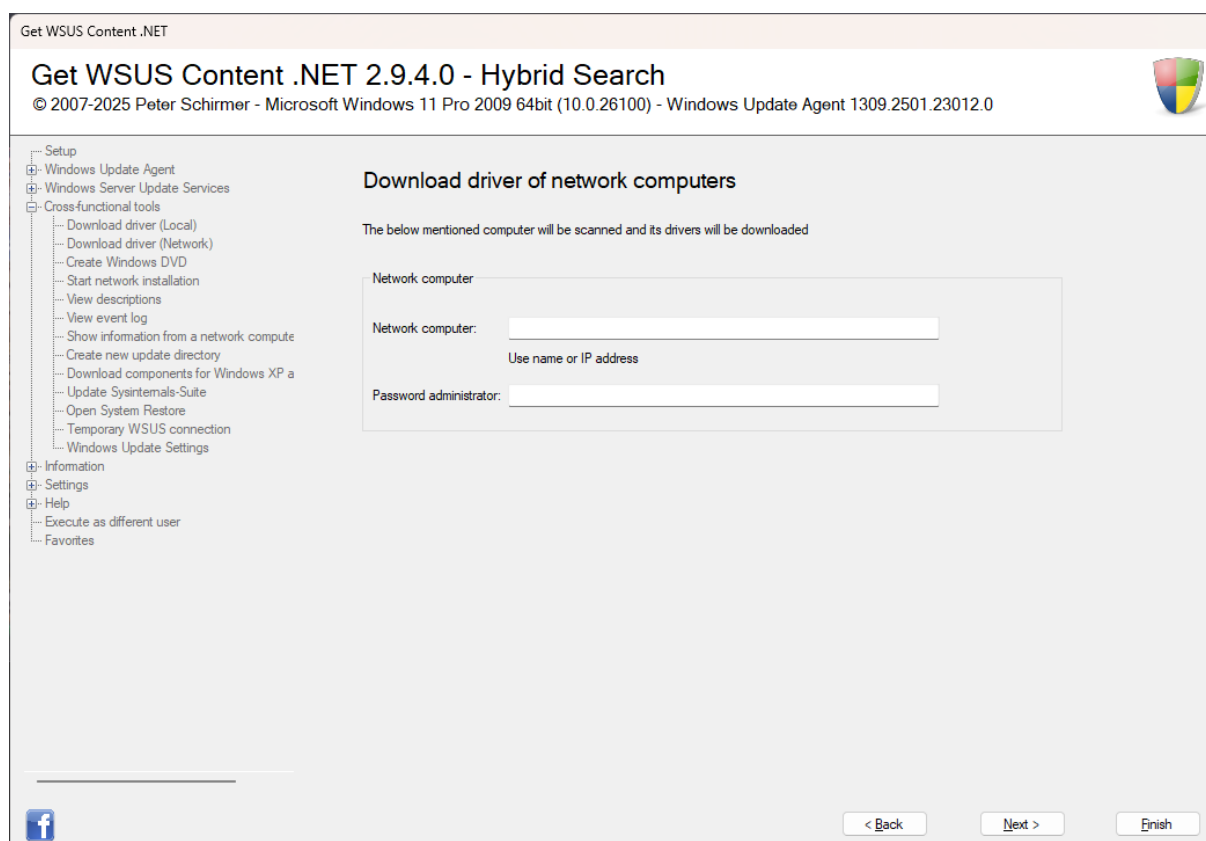 Get WSUS Content .NET
Get WSUS Content .NET 2.9.4.0 - Hybrid Search
© 2007-2025 Peter Schirmer - Microsoft Windows 11 Pro 2009 64bit (10.0.26100) - Windows Update Agent 1309.2501.23012.0
Setup
Windows Update Agent
Windows Server Update Services
Cross-functional tools
Download driver (Local)
Download driver (Network)
Create Windows DVD
Start network installation
View descriptions
View event log
Show information from a network compute
Create new update directory
Download components for Windows XP a
Update Sysinternals-Suite
Open System Restore
Temporary WSUS connection
Windows Update Settings
Information
Settings
Help
Execute as different user
Favorites
Download driver of network computers
The below mentioned computer will be scanned and its drivers will be downloaded
Network computer
Network computer:
Use name or IP address
Password administrator:
f
< Back
Next >
Finish